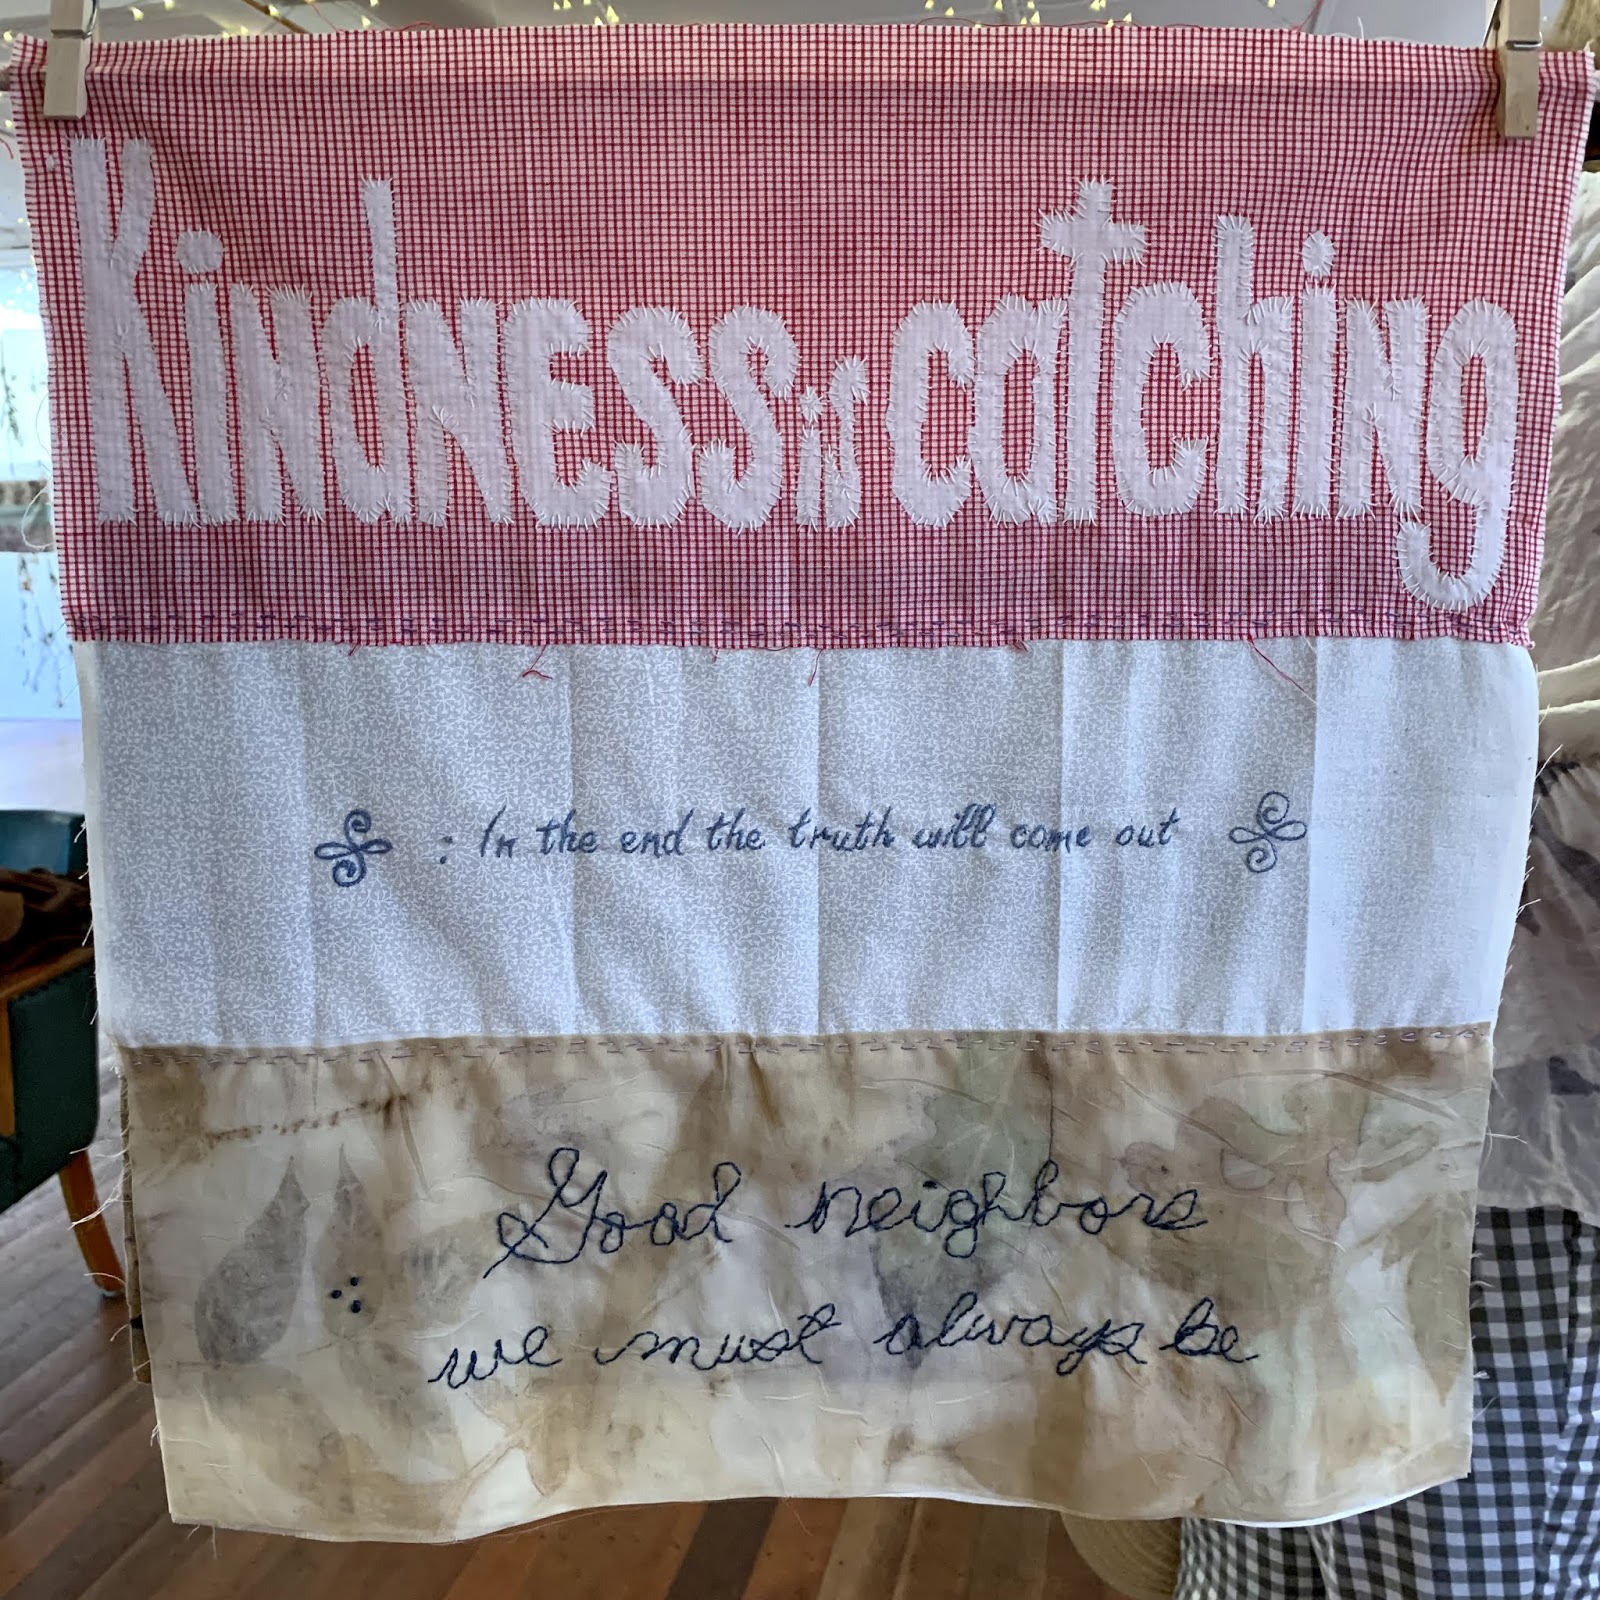 Kindness is catching
: In the end the truth will come out
Good neighbors
we must always be